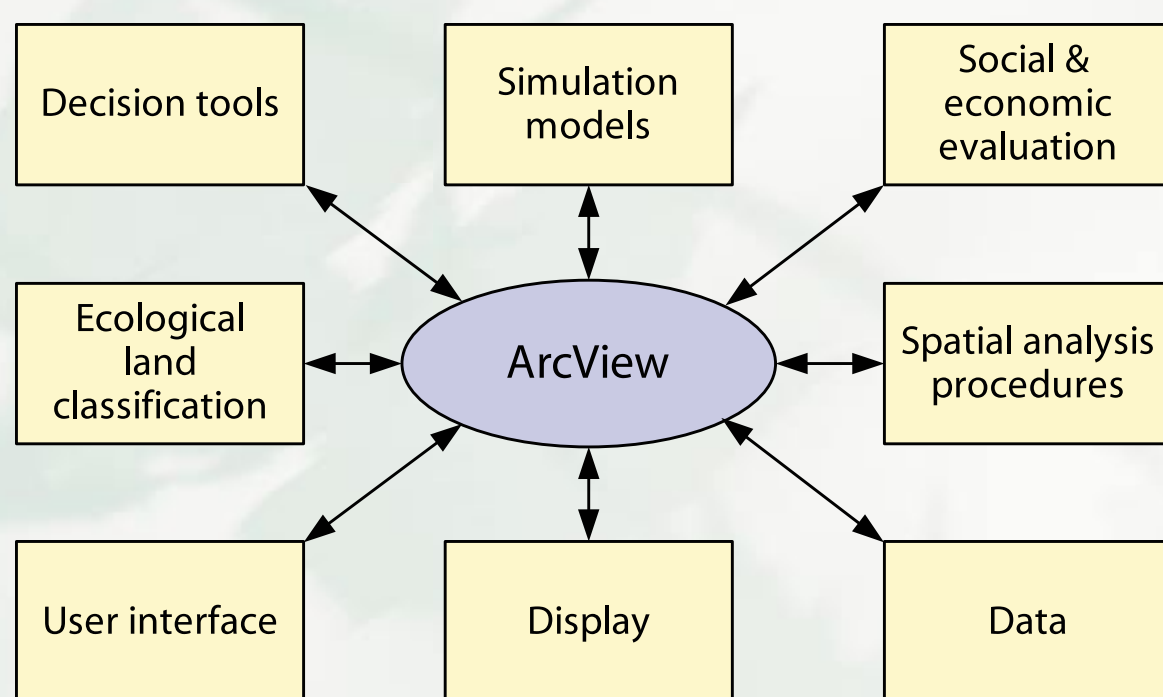 Decision tools
Simulation
models
Social &
economic
evaluation
Ecological
land
classification
ArcView
Spatial analysis
procedures
User interface
Display
Data